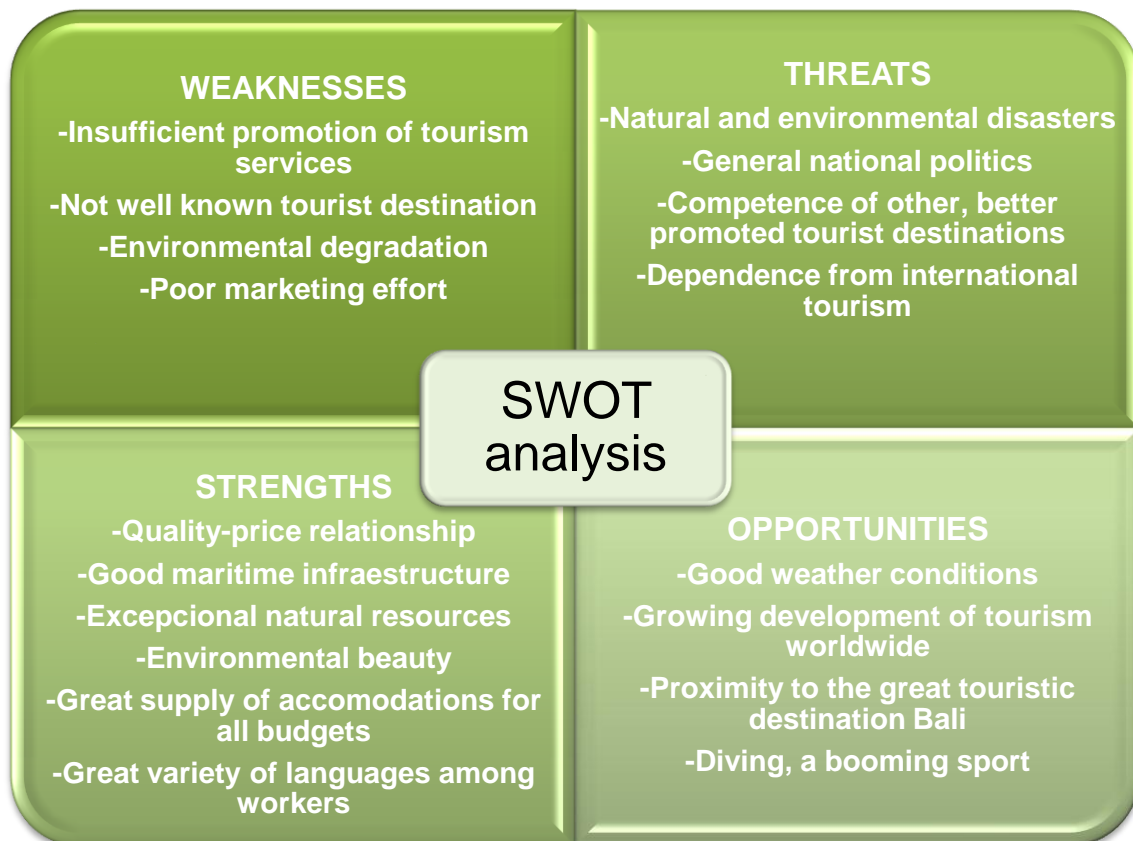 WEAKNESSES
-Insufficient promotion of tourism
services
-Not well known tourist destination
-Environmental degradation
-Poor marketing effort
THREATS
-Natural and environmental disasters
-General national politics
-Competence of other, better
promoted tourist destinations
-Dependence from international
tourism
SWOT
analysis
STRENGTHS
-Quality-price relationship
-Good maritime infraestructure
-Excepcional natural resources
-Environmental beauty
-Great supply of accomodations for
all budgets
-Great variety of languages among
workers
OPPORTUNITIES
-Good weather conditions
-Growing development of tourism
worldwide
-Proximity to the great touristic
destination Bali
-Diving, a booming sport